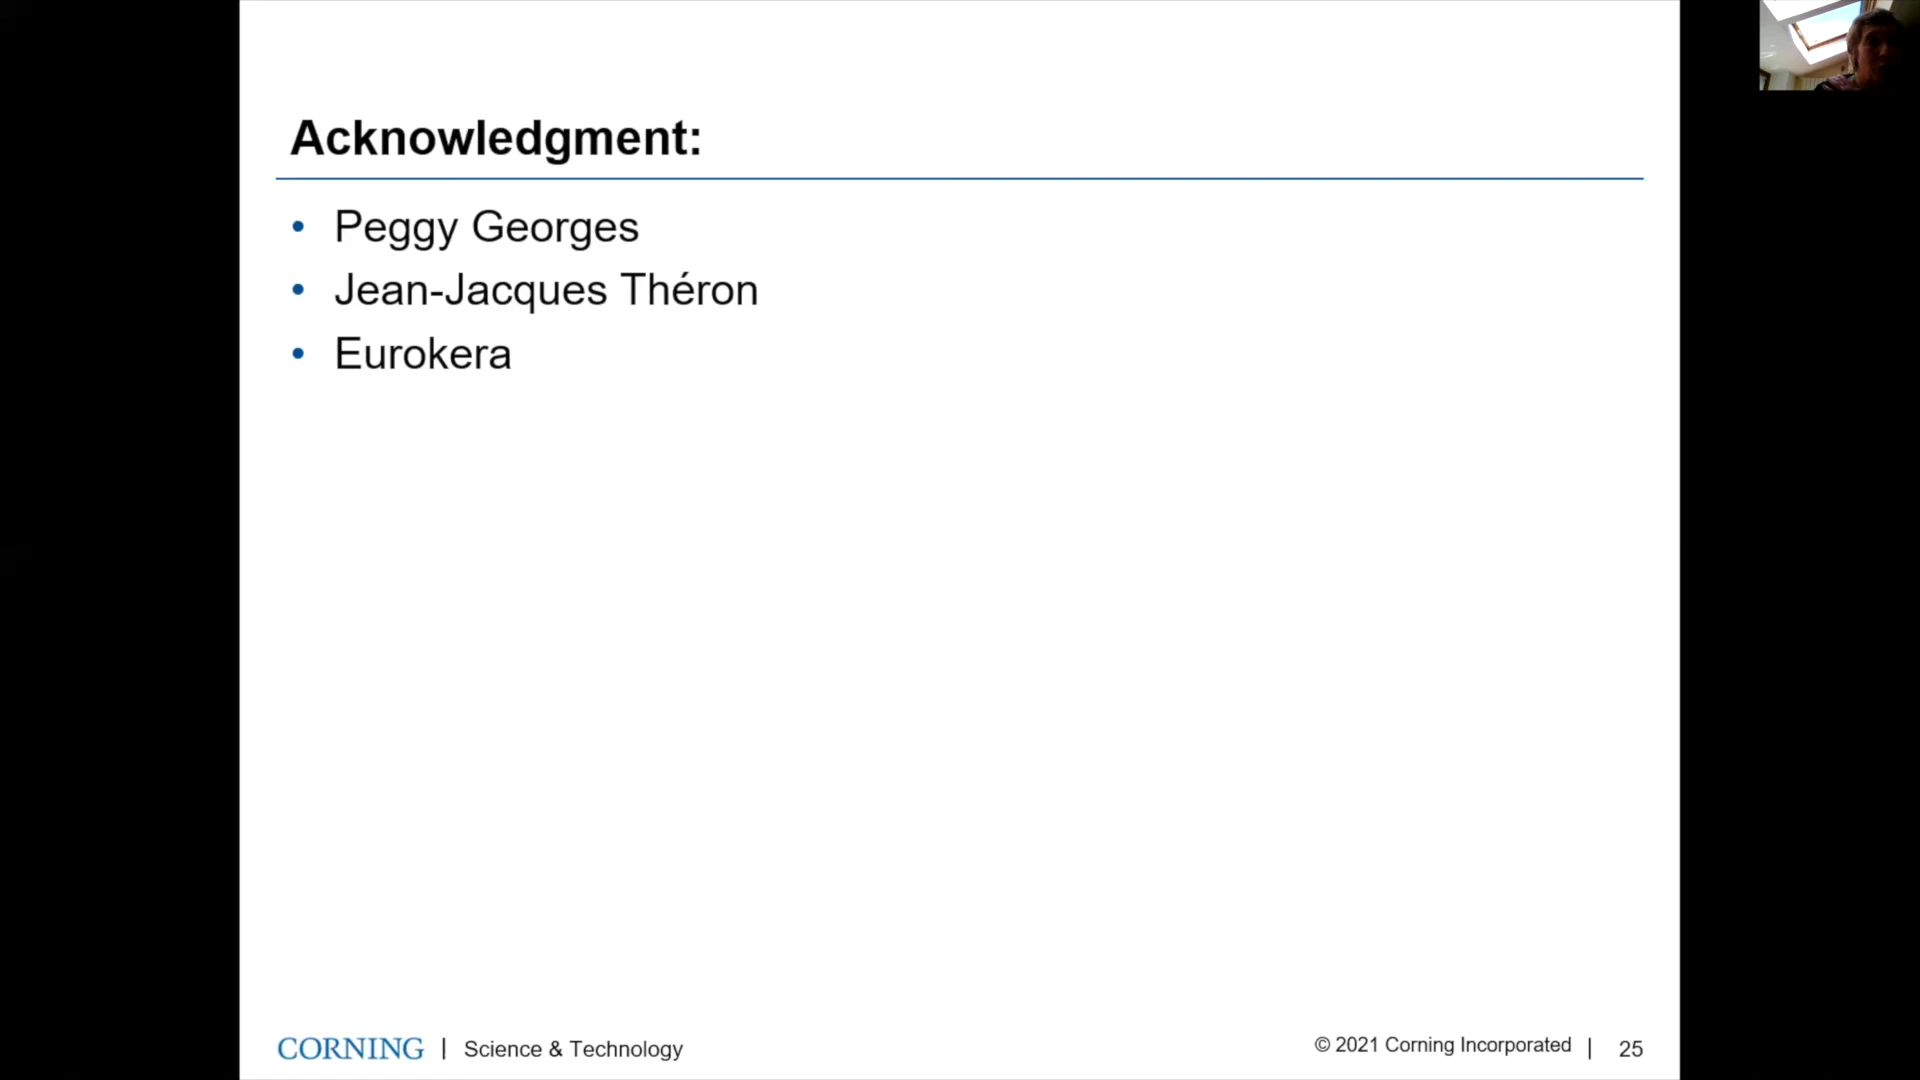 Acknowledgment:
• Peggy Georges
• Jean-Jacques Théron
• Eurokera
CORNING | Science & Technology
© 2021 Corning Incorporated | 25